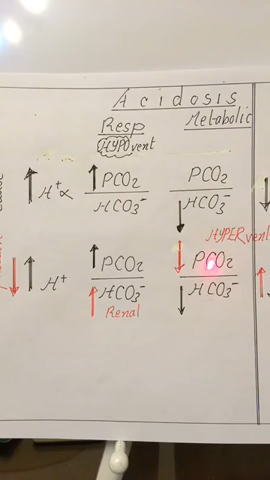 Acidosis
Resp Metabolic
HYPOvent
↑ H⁺ ∝ ↑ PCO2 / HCO3⁻ PCO2 / ↓ HCO3⁻
HYPERvent
↓ ↑ H⁺ ↑ PCO2 / ↑ HCO3⁻ ↓ PCO2 / ↓ HCO3⁻
Renal